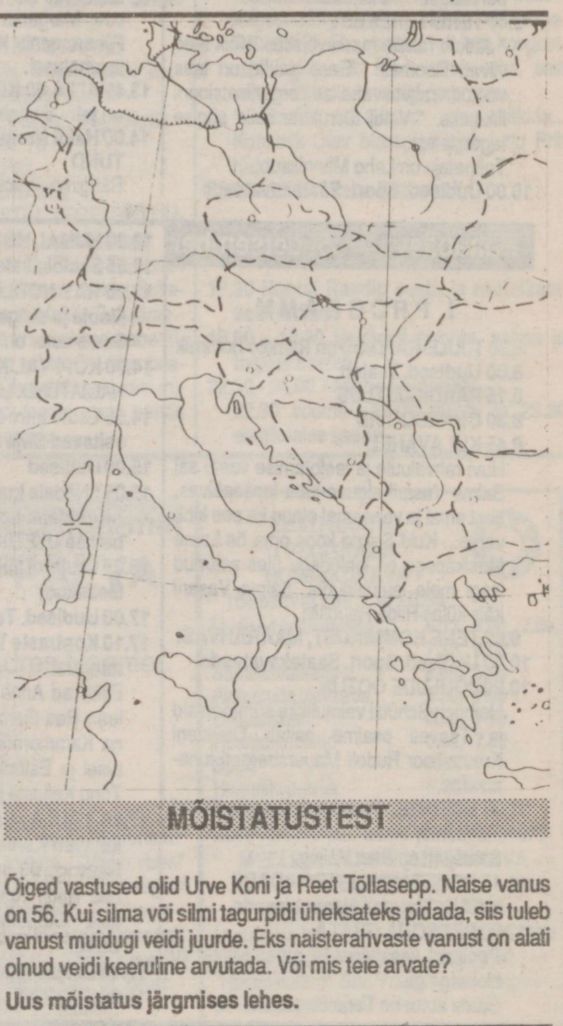 MÕISTATUSTEST
Õiged vastused olid Urve Koni ja Reet Tõllasepp. Naise vanus
on 56. Kui silma või silmi tagurpidi üheksateks pidada, siis tuleb
vanust muidugi veidi juurde. Eks naisterahvaste vanust on alati
olnud veidi keeruline arvutada. Või mis teie arvate?
Uus mõistatus järgmises lehes.